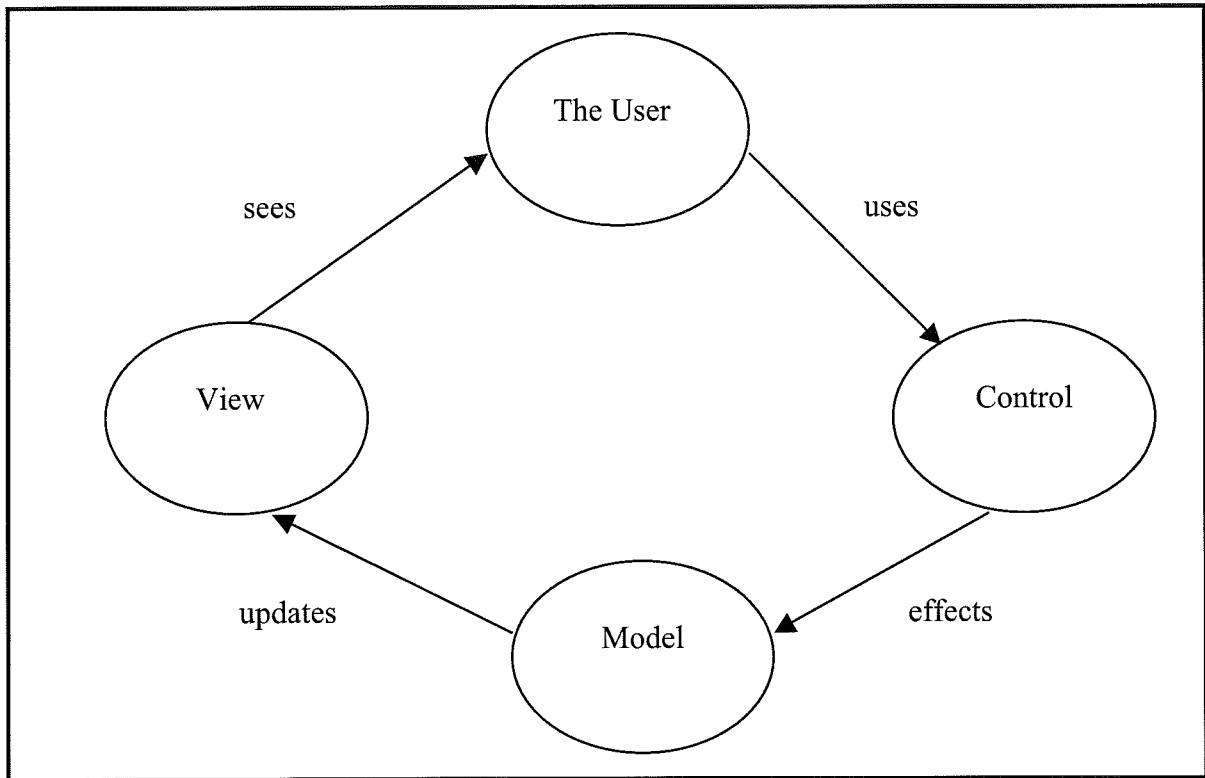 The User
sees
uses
View
Control
updates
effects
Model